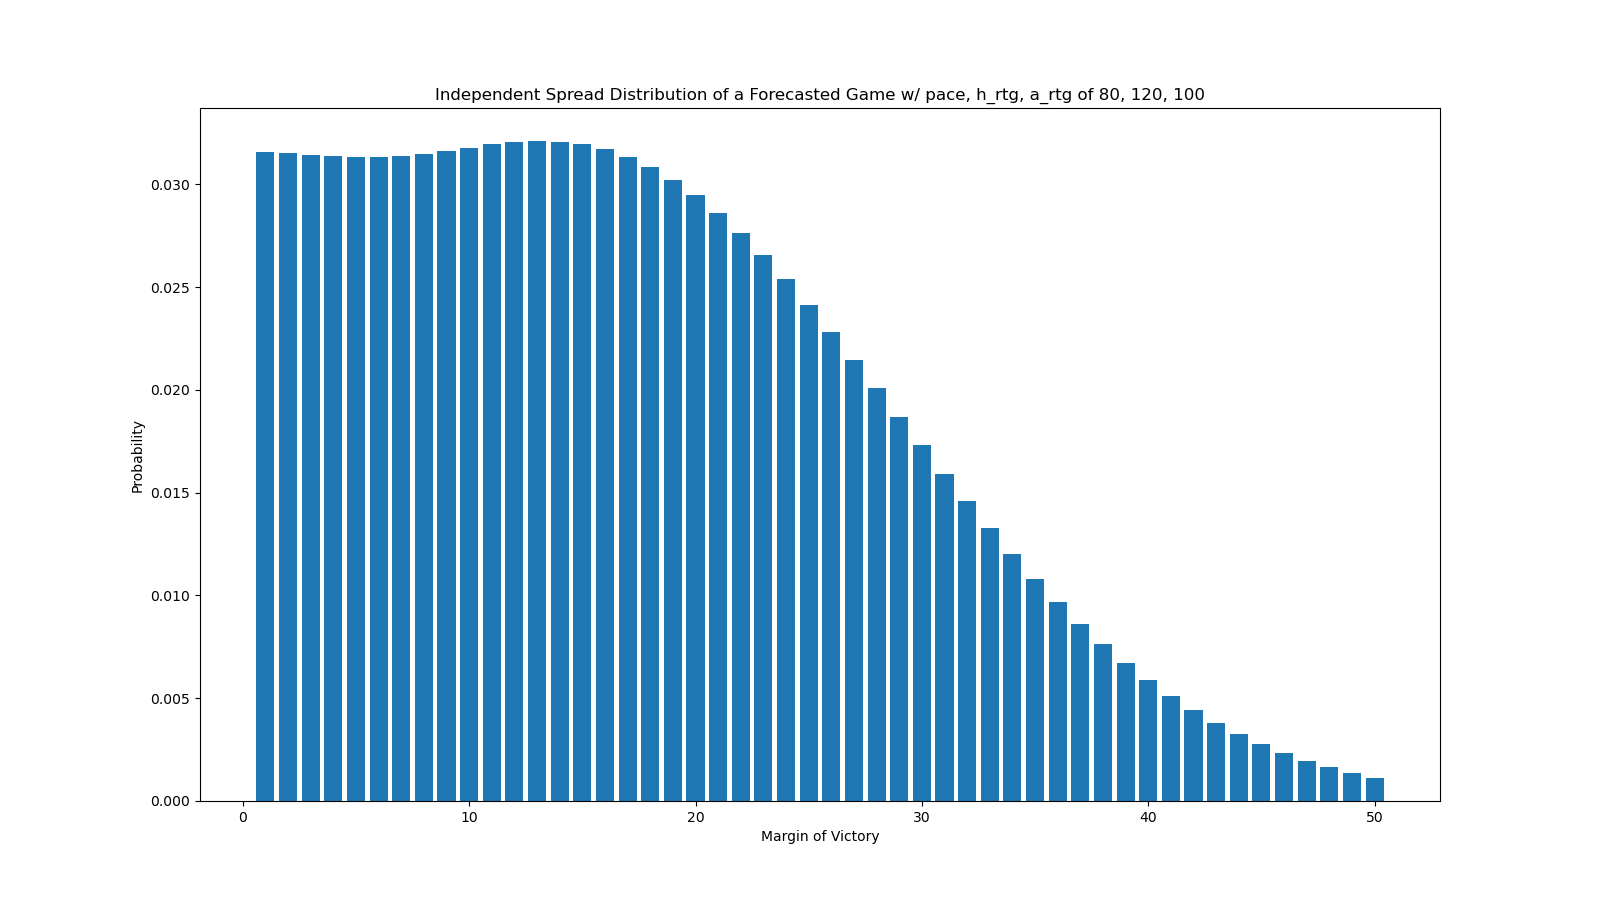 Independent Spread Distribution of a Forecasted Game w/ pace, h_rtg, a_rtg of 80, 120, 100
0.030
0.025
0.020
0.015
0.010
0.005
0.000
Probability
0 10 20 30 40 50
Margin of Victory